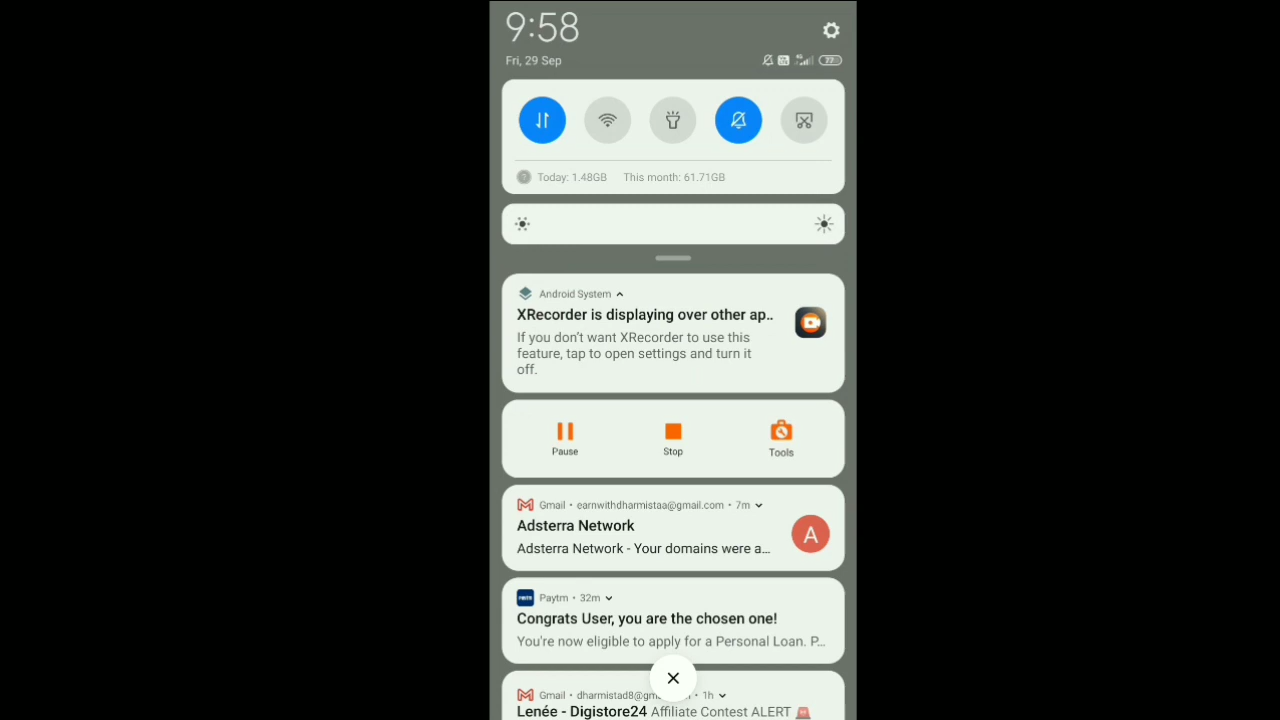 9:58
Fri, 29 Sep
77
Today: 1.48GB This month: 61.71GB
Android System
XRecorder is displaying over other ap..
If you don't want XRecorder to use this
feature, tap to open settings and turn it
off.
Pause Stop Tools
Gmail • earnwithdharmistaa@gmail.com • 7m
Adsterra Network
Adsterra Network - Your domains were a...
A
Paytm • 32m
Congrats User, you are the chosen one!
You're now eligible to apply for a Personal Loan. P...
Gmail • dharmistad8@gm • 1h
Lenée - Digistore24 Affiliate Contest ALERT 🚨